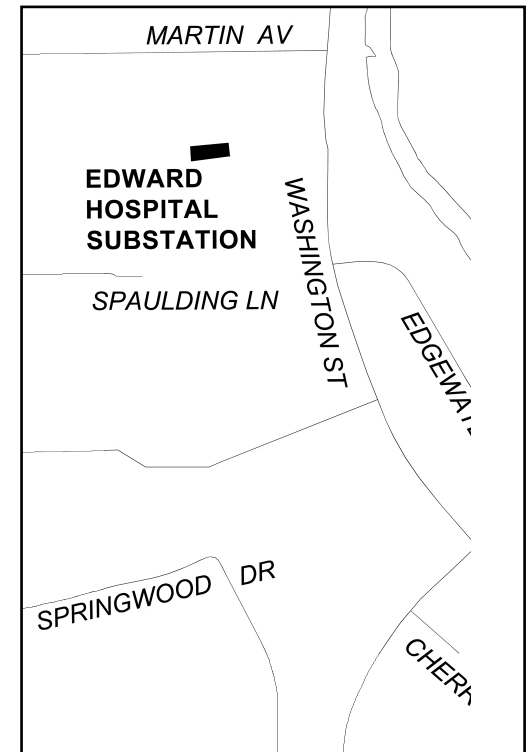 MARTIN AV
EDWARD
HOSPITAL
SUBSTATION
WASHINGTON ST
SPAULDING LN
SPRINGWOOD DR